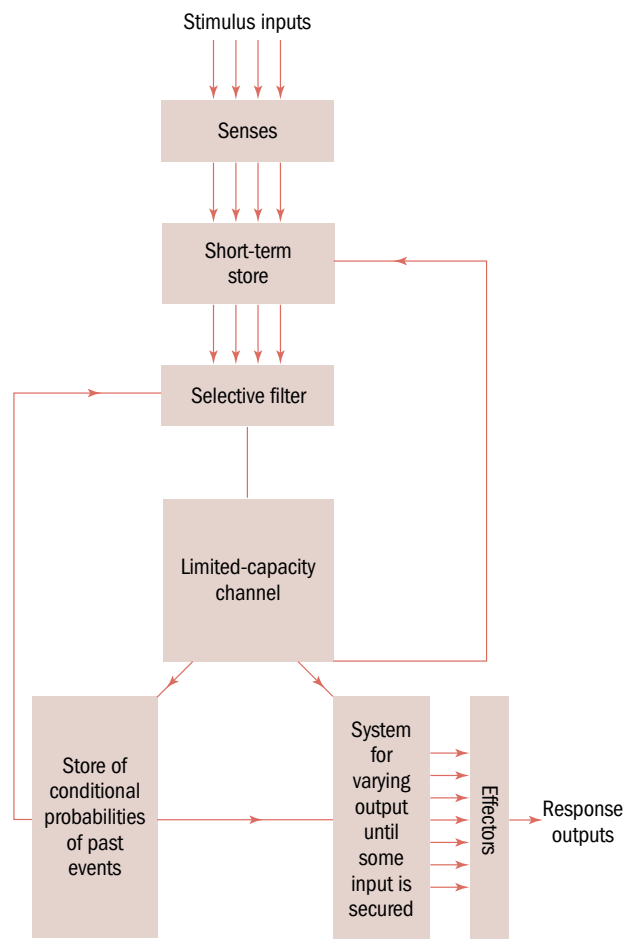 Stimulus inputs
Senses
Short-term
store
Selective filter
Limited-capacity
channel
Store of
conditional
probabilities
of past
events
System
for
varying
output
until
some
input is
secured
Effectors
Response
outputs